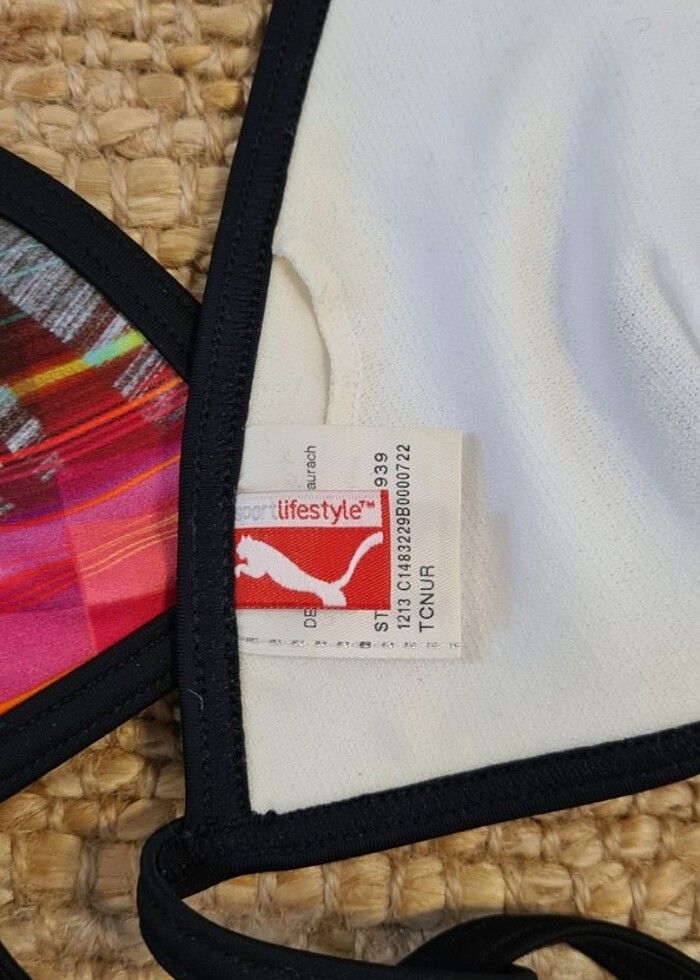 sportlifestyle™
aurach
DE
ST 939
1213 C1483229B0000722
TCNUR